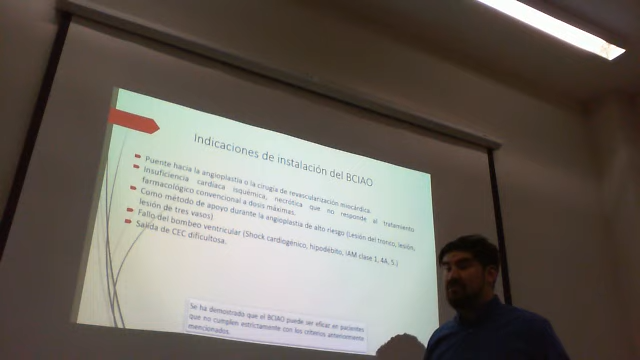 Indicaciones de instalación del BCIAO
Puente hacia la angioplastia o la cirugía de revascularización miocárdica.
Insuficiencia cardíaca isquémica, necrótica que no responde al tratamiento
farmacológico convencional a dosis máximas.
Como método de apoyo durante la angioplastia de alto riesgo (Lesión del tronco, lesión,
lesión de tres vasos)
Fallo del bombeo ventricular (Shock cardiogénico, hipodébito, IAM clase 1, 4A, 5.)
Salida de CEC dificultosa.
Se ha demostrado que el BCIAO puede ser eficaz en pacientes
que no cumplen estrictamente con los criterios anteriormente
mencionados.